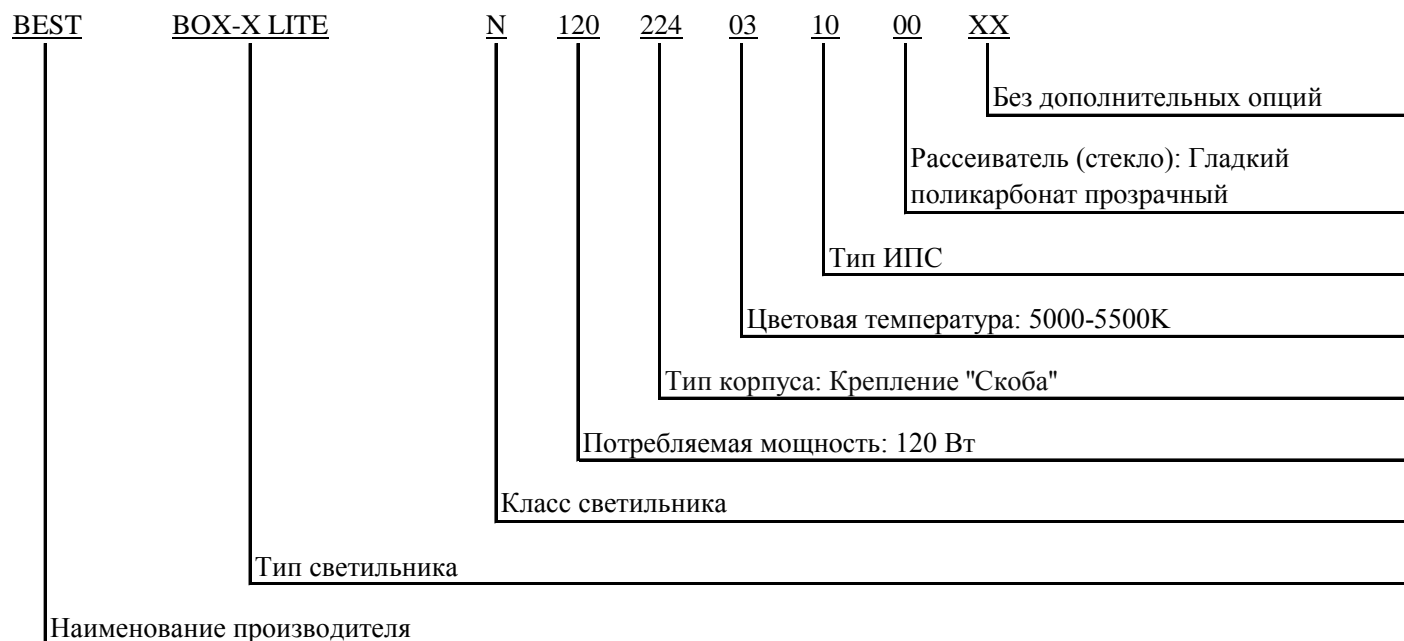 BEST BOX-X LITE N 120 224 03 10 00 XX
Без дополнительных опций
Рассеиватель (стекло): Гладкий
поликарбонат прозрачный
Тип ИПС
Цветовая температура: 5000-5500К
Тип корпуса: Крепление "Скоба"
Потребляемая мощность: 120 Вт
Класс светильника
Тип светильника
Наименование производителя